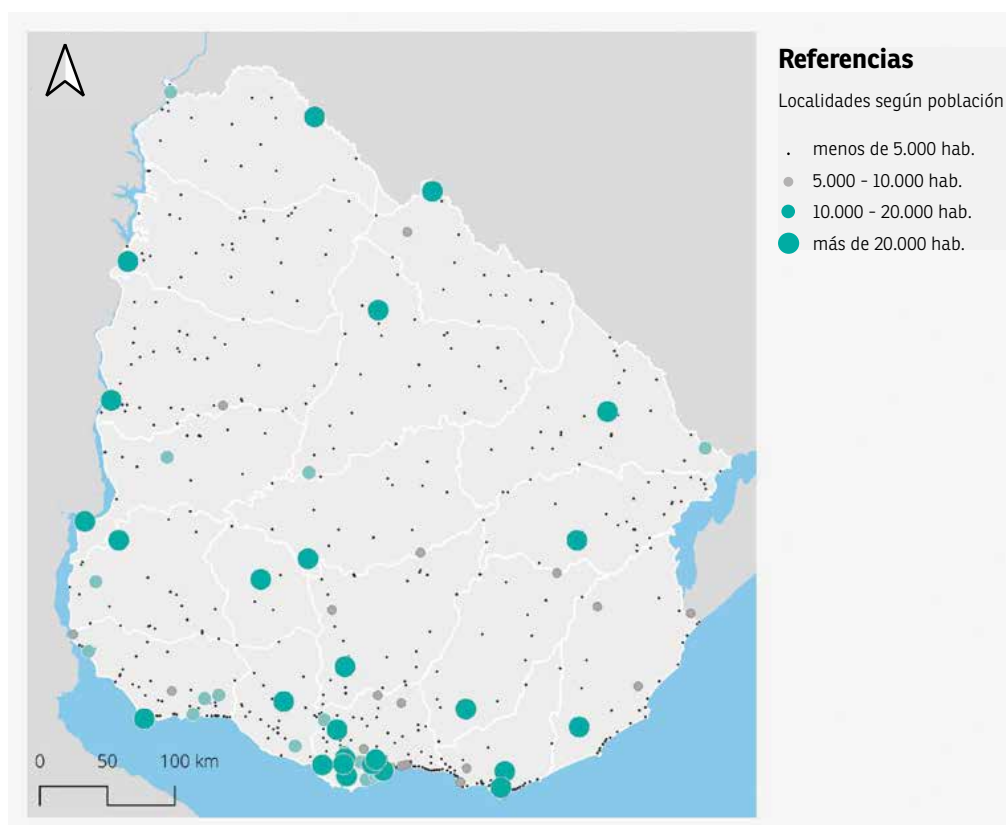 Referencias
Localidades según población
. menos de 5.000 hab.
5.000 - 10.000 hab.
10.000 - 20.000 hab.
más de 20.000 hab.
0 50 100 km